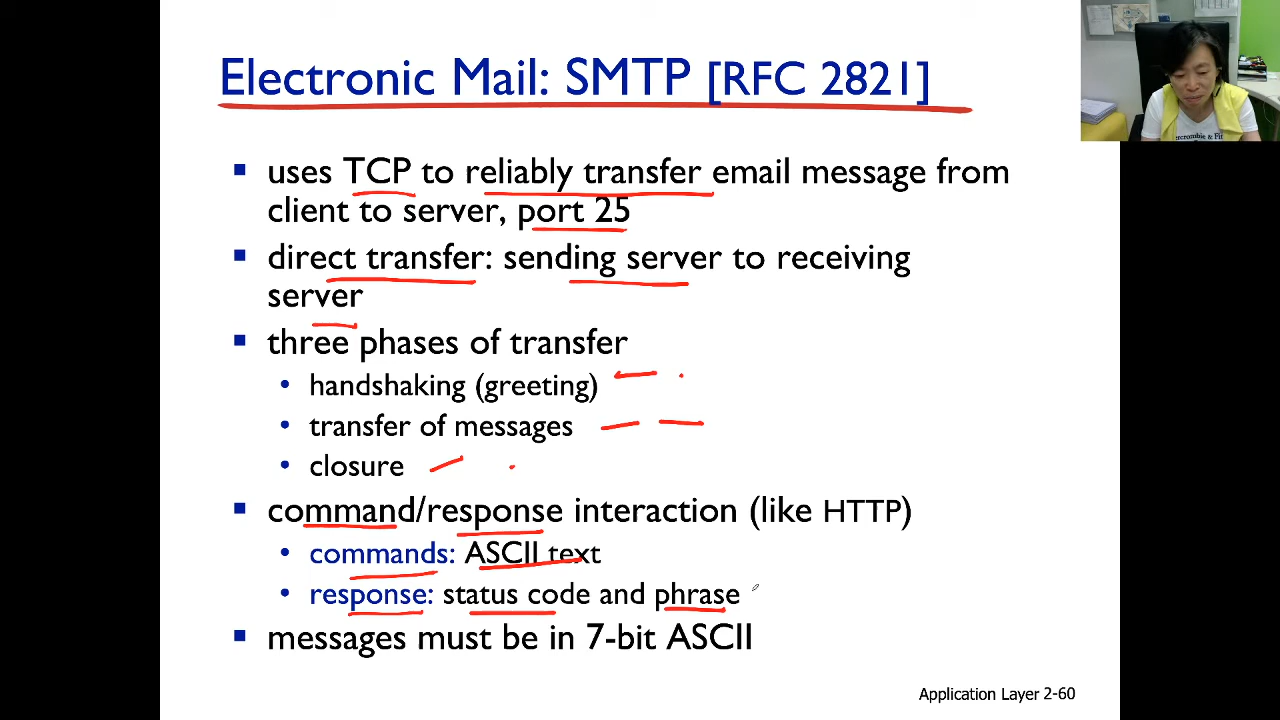 Electronic Mail: SMTP [RFC 2821]
uses TCP to reliably transfer email message from
client to server, port 25
direct transfer: sending server to receiving
server
three phases of transfer
handshaking (greeting)
transfer of messages
closure
command/response interaction (like HTTP)
commands: ASCII text
response: status code and phrase
messages must be in 7-bit ASCII
Application Layer 2-60